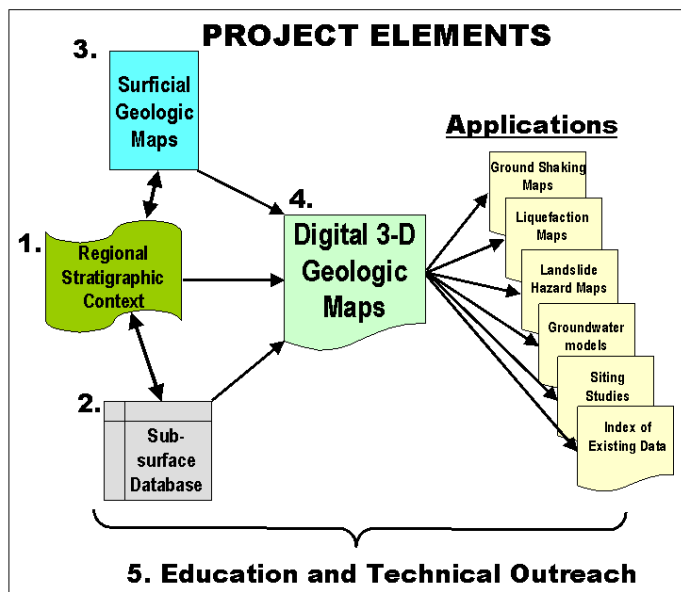 PROJECT ELEMENTS
3.
Surficial
Geologic
Maps
1.
Regional
Stratigraphic
Context
2.
Sub-
surface
Database
4.
Digital 3-D
Geologic
Maps
Applications
Ground Shaking
Maps
Liquefaction
Maps
Landslide
Hazard Maps
Groundwater
models
Siting
Studies
Index of
Existing Data
5. Education and Technical Outreach